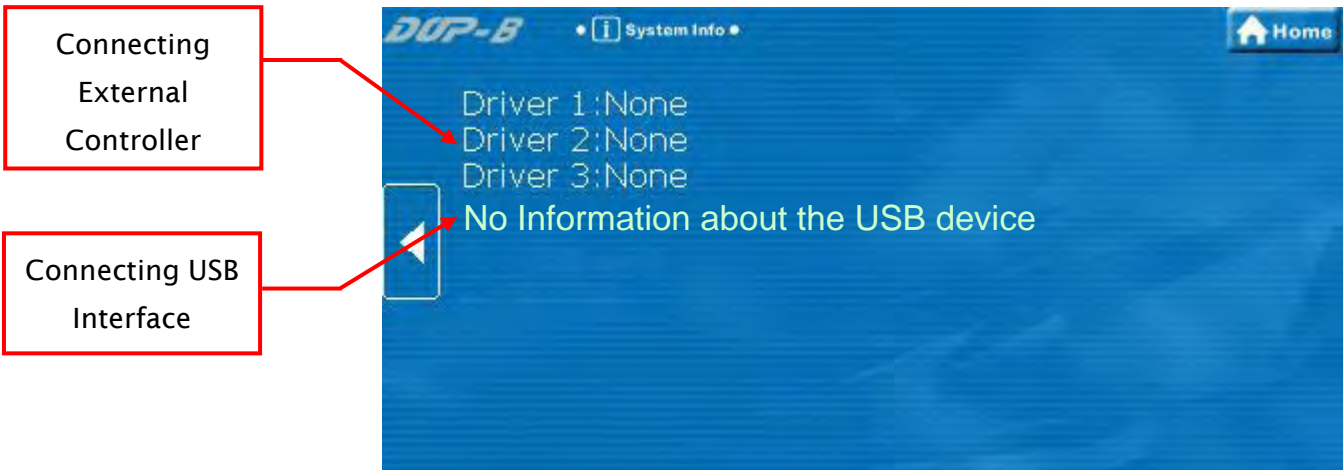 Connecting
External
Controller
Connecting USB
Interface
DOP-B
• i System Info •
Home
Driver 1:None
Driver 2:None
Driver 3:None
No Information about the USB device